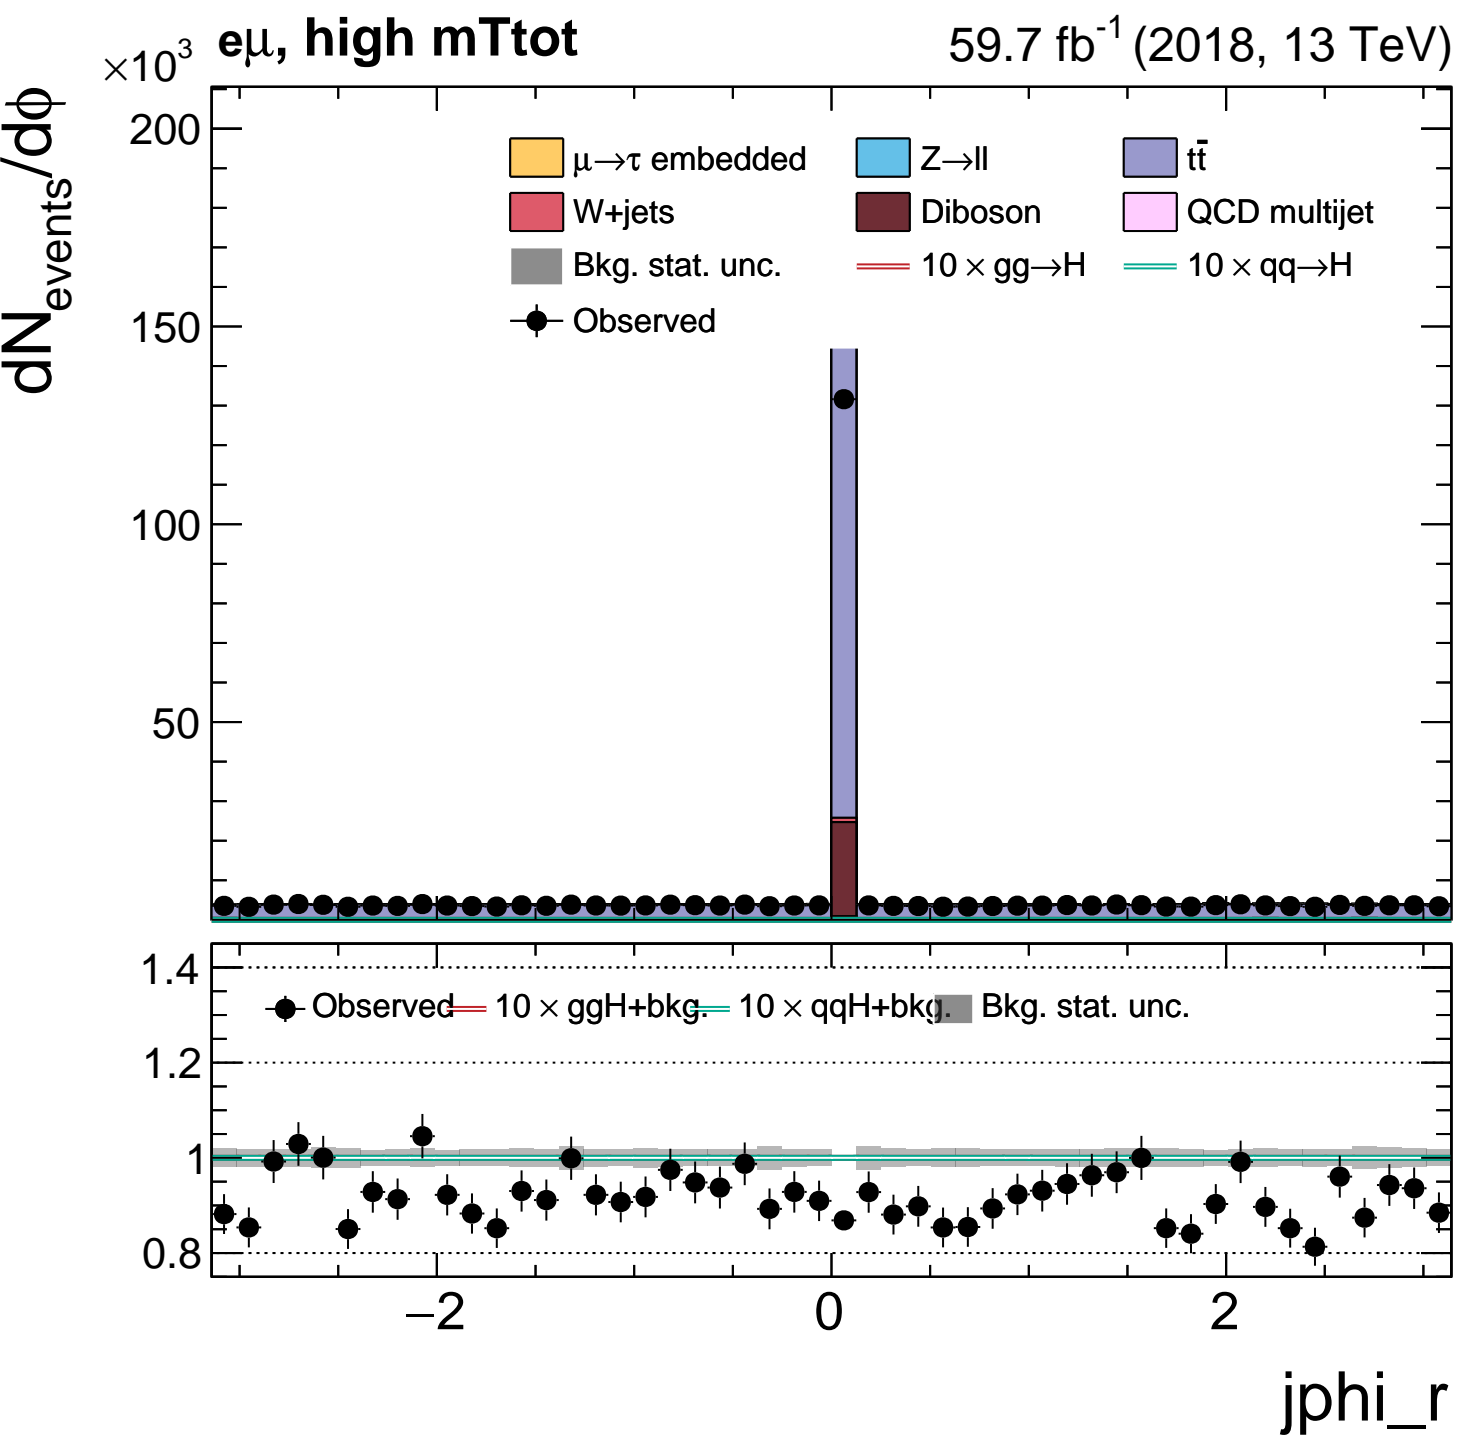 ×10³ eμ, high mTtot 59.7 fb⁻¹ (2018, 13 TeV)
dN_events/dϕ
200
150
100
50
μ→τ embedded Z→ll tt̄
W+jets Diboson QCD multijet
Bkg. stat. unc. 10 × gg→H 10 × qq→H
Observed
1.4
1.2
1
0.8
Observed 10 × ggH+bkg. 10 × qqH+bkg. Bkg. stat. unc.
−2 0 2
jphi_r